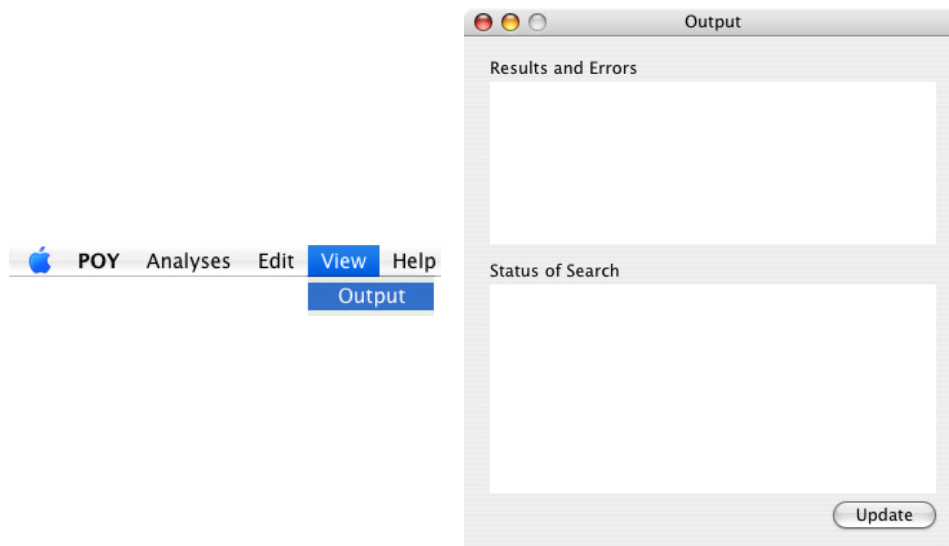 POY Analyses Edit View Help
Output
Output
Results and Errors
Status of Search
Update